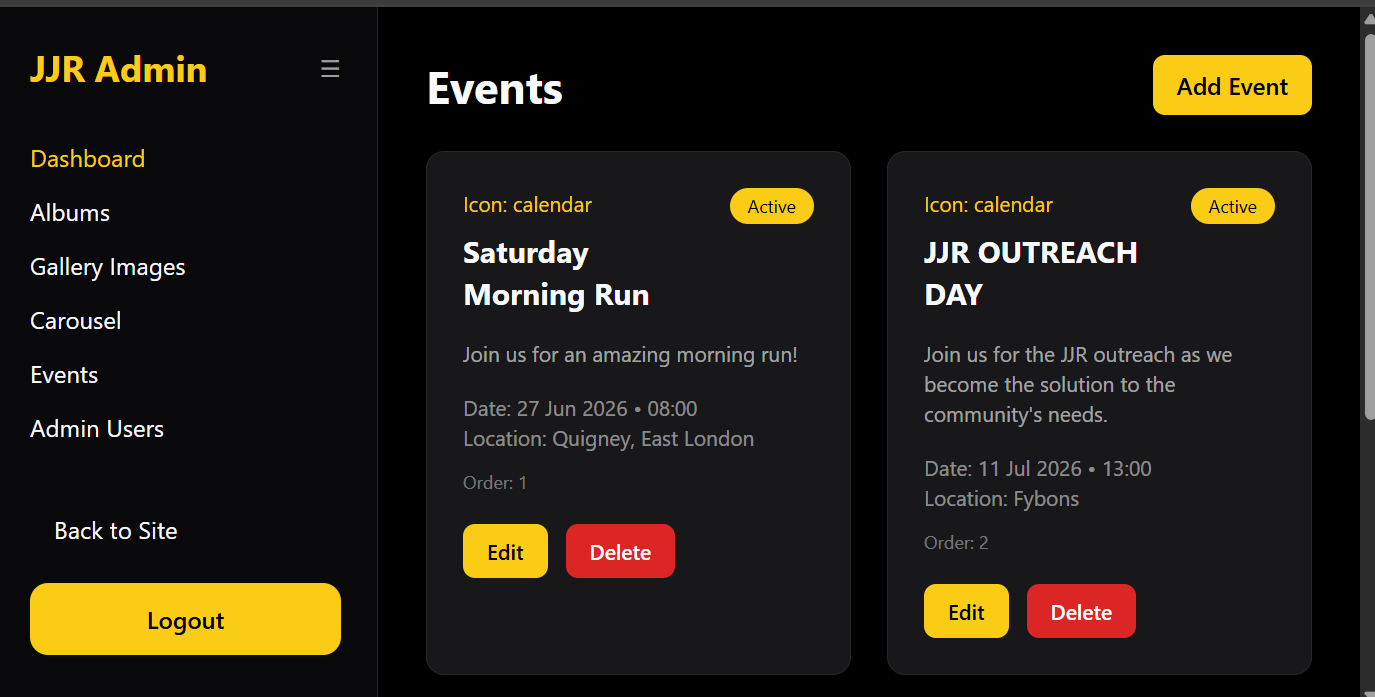 JJR Admin
Dashboard
Albums
Gallery Images
Carousel
Events
Admin Users
Back to Site
Logout
Events
Add Event
Icon: calendar
Active
Saturday
Morning Run
Join us for an amazing morning run!
Date: 27 Jun 2026 • 08:00
Location: Quigney, East London
Order: 1
Edit
Delete
Icon: calendar
Active
JJR OUTREACH
DAY
Join us for the JJR outreach as we
become the solution to the
community's needs.
Date: 11 Jul 2026 • 13:00
Location: Fybons
Order: 2
Edit
Delete